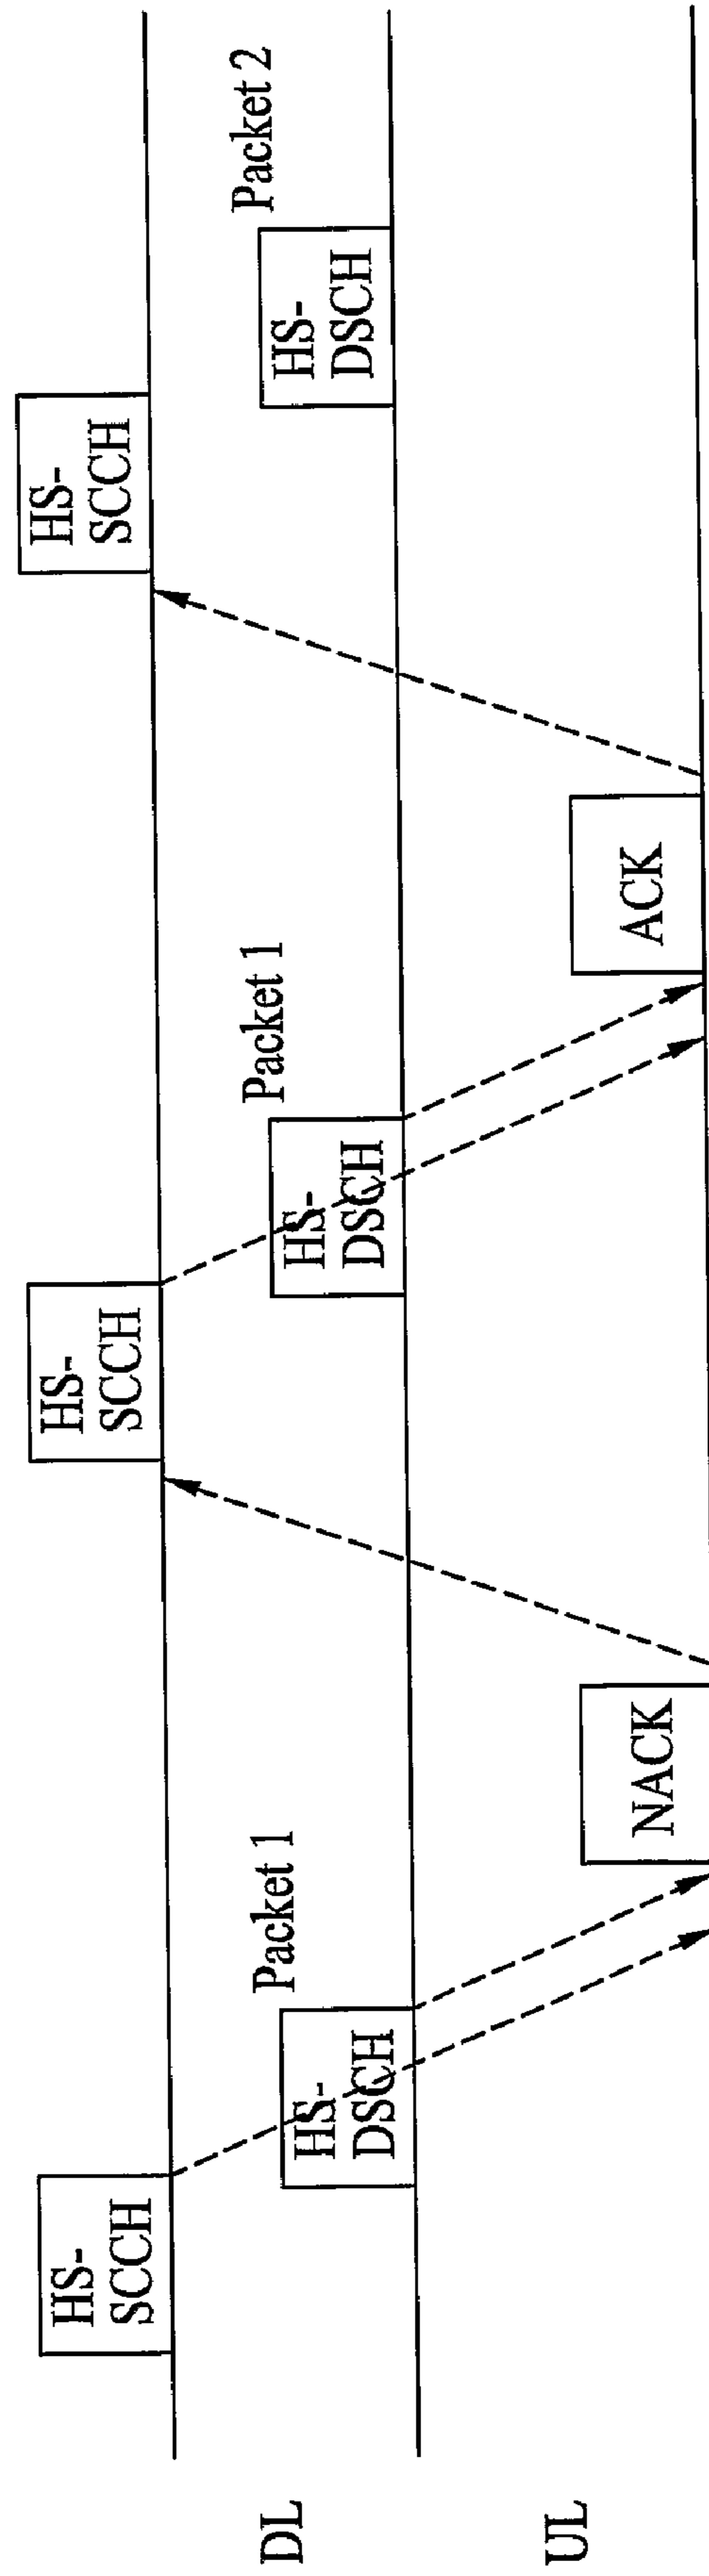 HS-
SCCH
HS-
SCCH
HS-
SCCH
DL
HS-
DSCH
Packet 1
HS-
DSCH
Packet 1
HS-
DSCH
Packet 2
UL
NACK
ACK